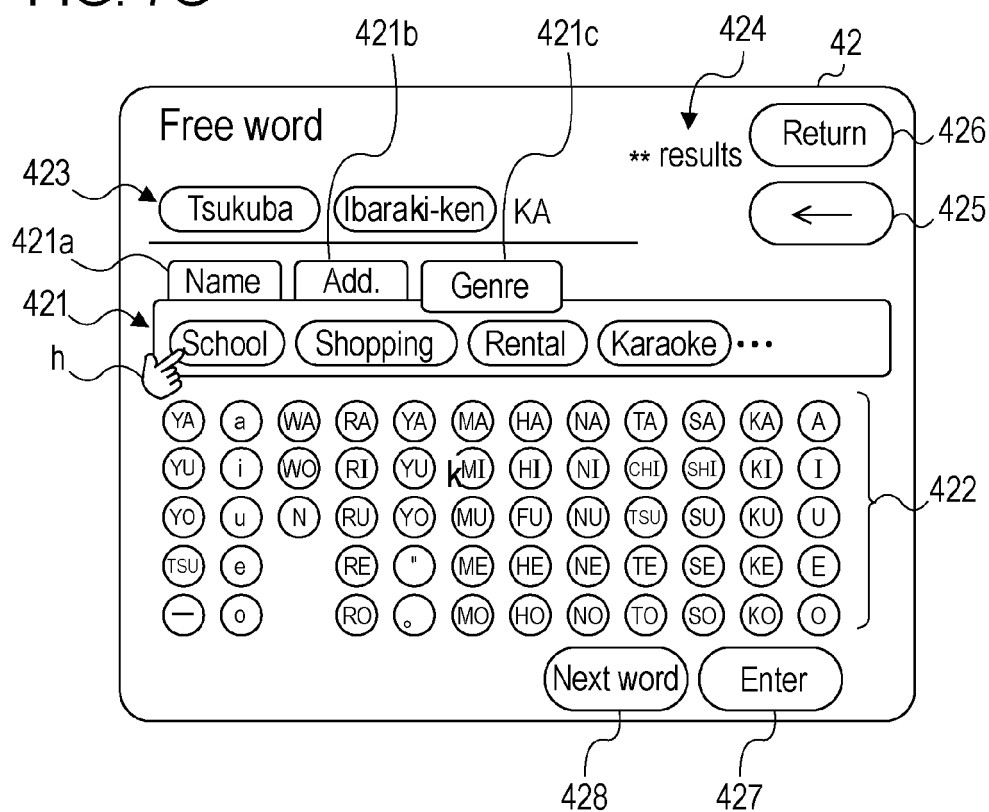 FIG. 7C
421b 421c 424 42
Free word
** results Return 426
423
Tsukuba Ibaraki-ken KA ← 425
421a
Name Add. Genre
421
School Shopping Rental Karaoke •••
h
YA a WA RA YA MA HA NA TA SA KA A
YU i WO RI YU k MI HI NI CHI SHI KI I
422
YO u N RU YO MU FU NU TSU SU KU U
TSU e RE " ME HE NE TE SE KE E
— o RO 。 MO HO NO TO SO KO O
Next word Enter
428 427